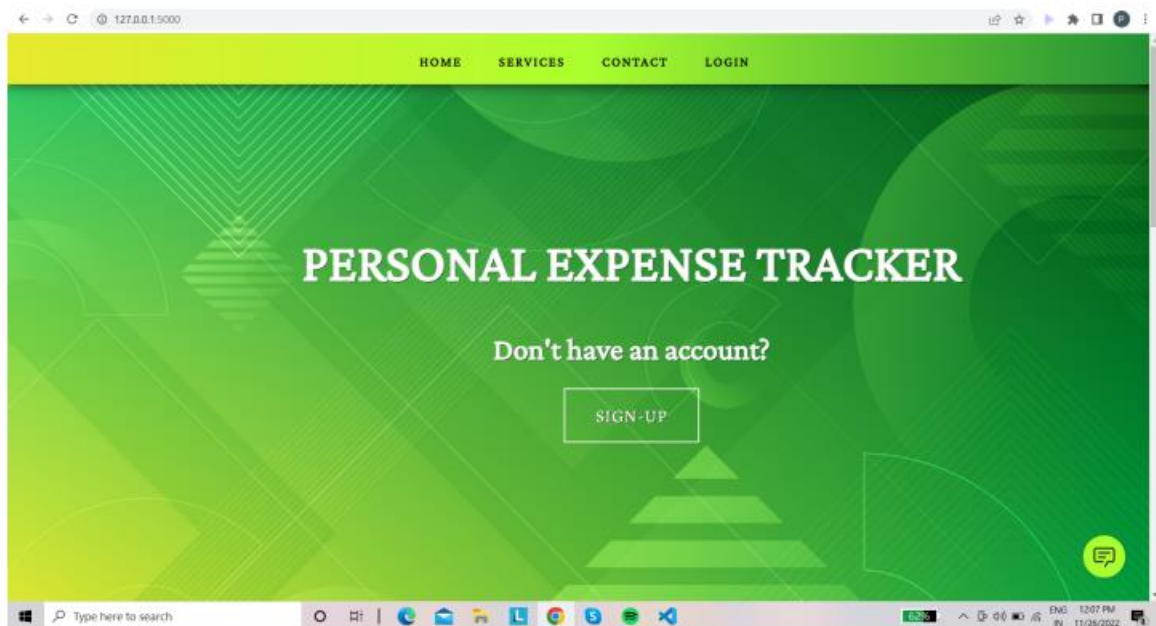 127.0.0.1:5000
P
HOME SERVICES CONTACT LOGIN
PERSONAL EXPENSE TRACKER
Don't have an account?
SIGN-UP
Type here to search
L
S
62%
ENG 12:07 PM
IN 11/26/2022